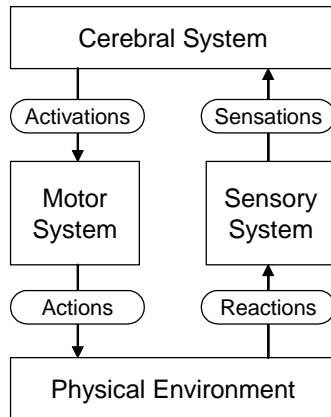 Cerebral System
Activations
Sensations
Motor
System
Sensory
System
Actions
Reactions
Physical Environment